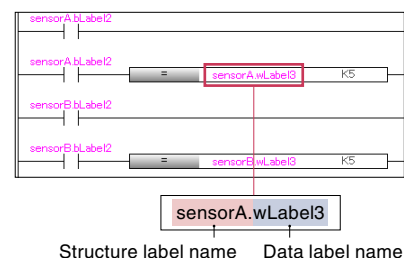 sensorA.bLabel2
sensorA.bLabel2
= sensorA.wLabel3 K5
sensorB.bLabel2
sensorB.bLabel2
= sensorB.wLabel3 K5
sensorA.wLabel3
Structure label name Data label name